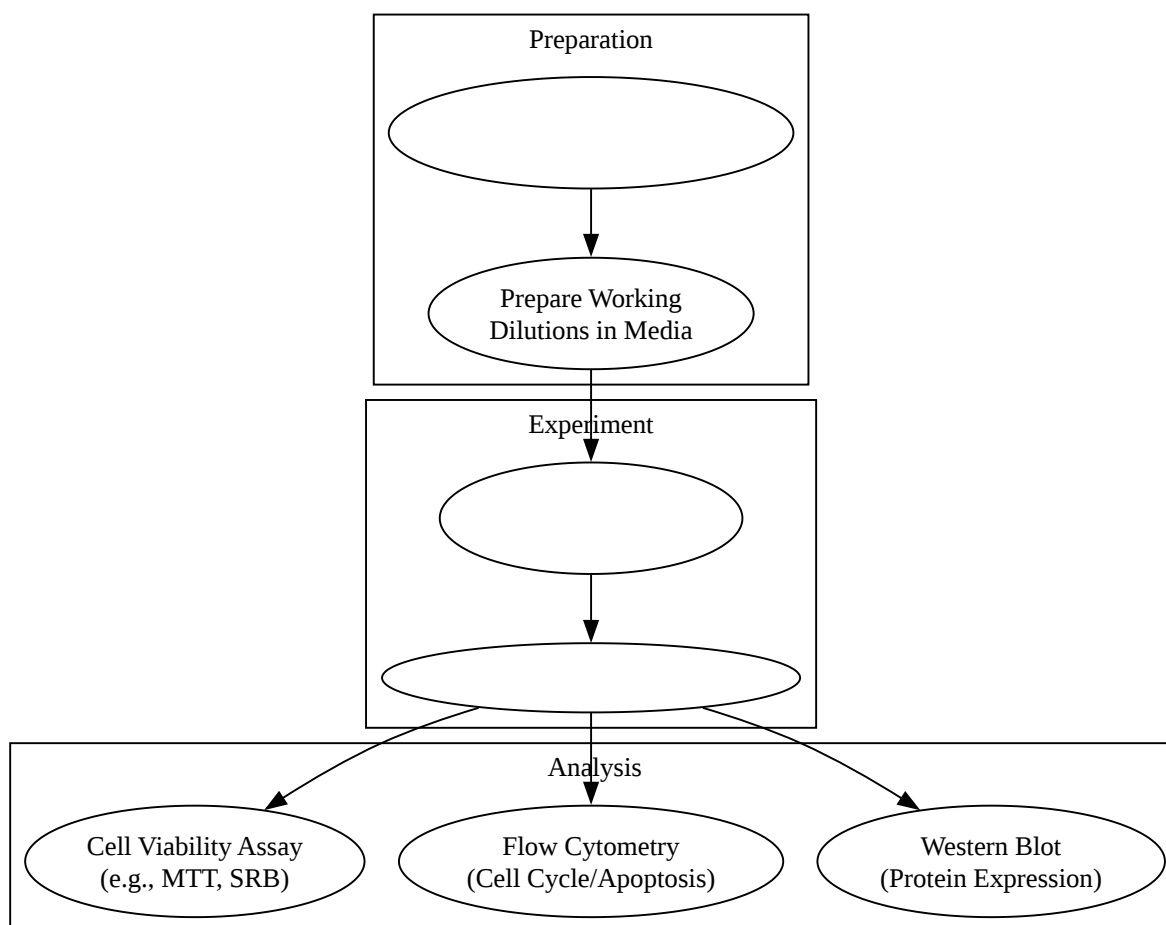 Preparation
Prepare Working
Dilutions in Media
Experiment
Analysis
Cell Viability Assay
(e.g., MTT, SRB)
Flow Cytometry
(Cell Cycle/Apoptosis)
Western Blot
(Protein Expression)